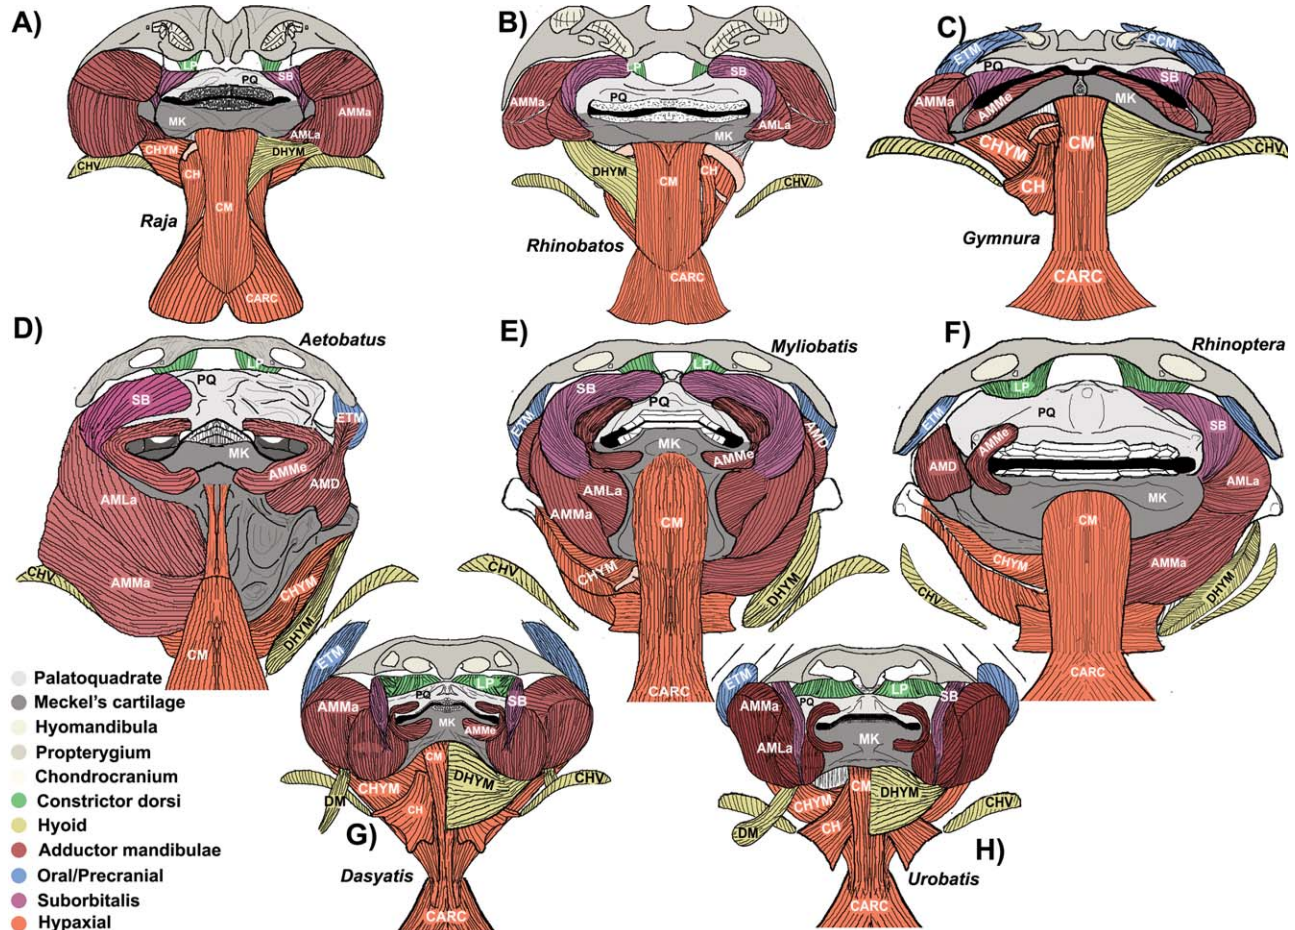 A)
LP
SB
PQ
AMMa
MK
AMLa
CHV
CHYM
DHYM
CH
CM
Raja
CARC
B)
LP
SB
AMMa
PQ
MK
AMLa
DHYM
CM
CH
CHV
Rhinobatos
CARC
C)
ETM
PCM
PQ
SB
AMMa
AMMe
MK
CHYM
CM
CHV
CH
Gymnura
CARC
D)
Aetobatus
LP
PQ
SB
ETM
MK
AMMe
AMLa
AMD
AMMa
CHV
CHYM
DHYM
CM
E)
Myliobatis
LP
SB
PQ
ETM
AMD
MK
AMMe
AMLa
AMMa
CM
CHYM
CHV
DHYM
CARC
F)
Rhinoptera
LP
ETM
PQ
SB
AMMe
AMD
AMLa
MK
CM
CHYM
AMMa
CHV
DHYM
CARC
Palatoquadrate
Meckel's cartilage
Hyomandibula
Propterygium
Chondrocranium
Constrictor dorsi
Hyoid
Adductor mandibulae
Oral/Precranial
Suborbitalis
Hypaxial
ETM
PQ
LP
AMMa
SB
MK
AMMe
CM
DHYM
CHV
CHYM
DM
CH
G)
Dasyatis
CARC
ETM
LP
SB
PQ
AMMa
AMLa
MK
CM
DHYM
CHYM
CHV
DM
CH
H)
Urobatis
CARC